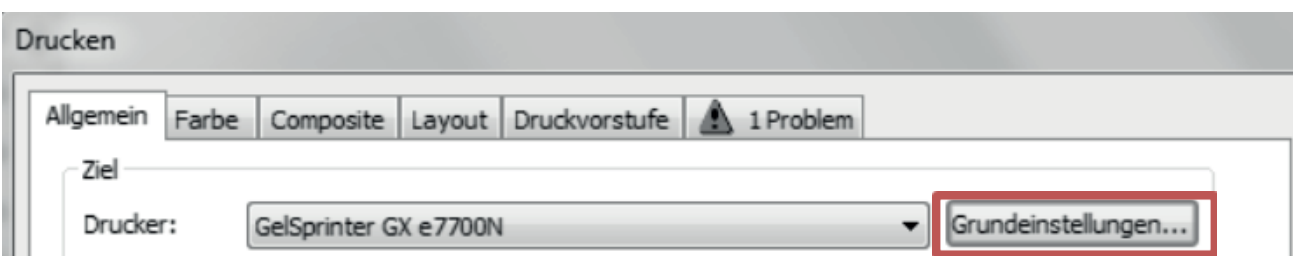 Drucken
Allgemein Farbe Composite Layout Druckvorstufe 1 Problem
Ziel
Drucker: GelSprinter GX e7700N Grundeinstellungen...